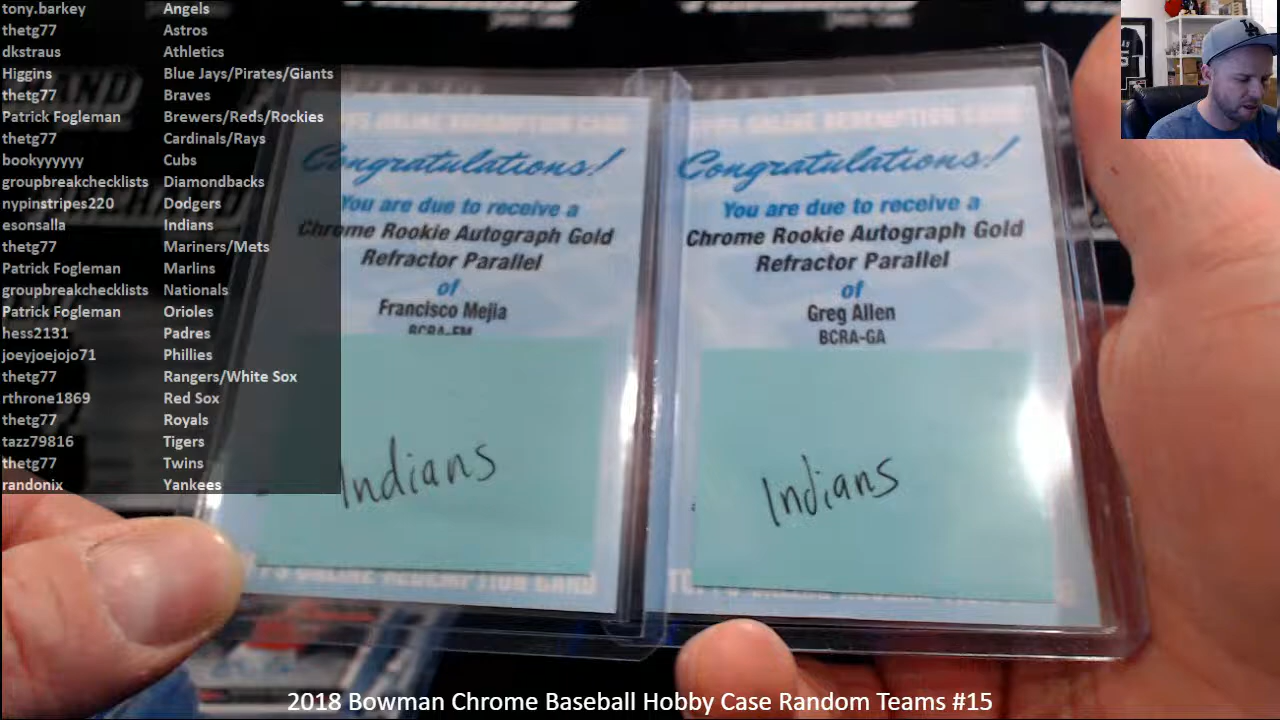 tony.barkey Angels
thetg77 Astros
dkstraus Athletics
Higgins Blue Jays/Pirates/Giants
thetg77 Braves
Patrick Fogleman Brewers/Reds/Rockies
thetg77 Cardinals/Rays
bookyyyyyy Cubs
groupbreakchecklists Diamondbacks
nypinstripes220 Dodgers
esonsalla Indians
thetg77 Mariners/Mets
Patrick Fogleman Marlins
groupbreakchecklists Nationals
Patrick Fogleman Orioles
hess2131 Padres
joeyjoejojo71 Phillies
thetg77 Rangers/White Sox
rthrone1869 Red Sox
thetg77 Royals
tazz79816 Tigers
thetg77 Twins
randonix Yankees
Congratulations!
You are due to receive a
Chrome Rookie Autograph Gold
Refractor Parallel
of
Francisco Mejia
BCRA-FM
Indians
ONLINE REDEMPTION CARD
Congratulations!
You are due to receive a
Chrome Rookie Autograph Gold
Refractor Parallel
of
Greg Allen
BCRA-GA
Indians
2018 Bowman Chrome Baseball Hobby Case Random Teams #15